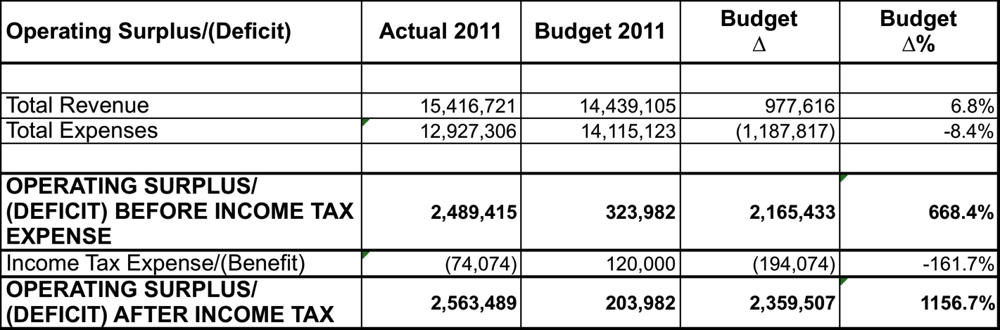 Operating Surplus/(Deficit) Actual 2011 Budget 2011 Budget Δ Budget Δ%
Total Revenue 15,416,721 14,439,105 977,616 6.8%
Total Expenses 12,927,306 14,115,123 (1,187,817) -8.4%
OPERATING SURPLUS/
(DEFICIT) BEFORE INCOME TAX 2,489,415 323,982 2,165,433 668.4%
EXPENSE
Income Tax Expense/(Benefit) (74,074) 120,000 (194,074) -161.7%
OPERATING SURPLUS/
(DEFICIT) AFTER INCOME TAX 2,563,489 203,982 2,359,507 1156.7%